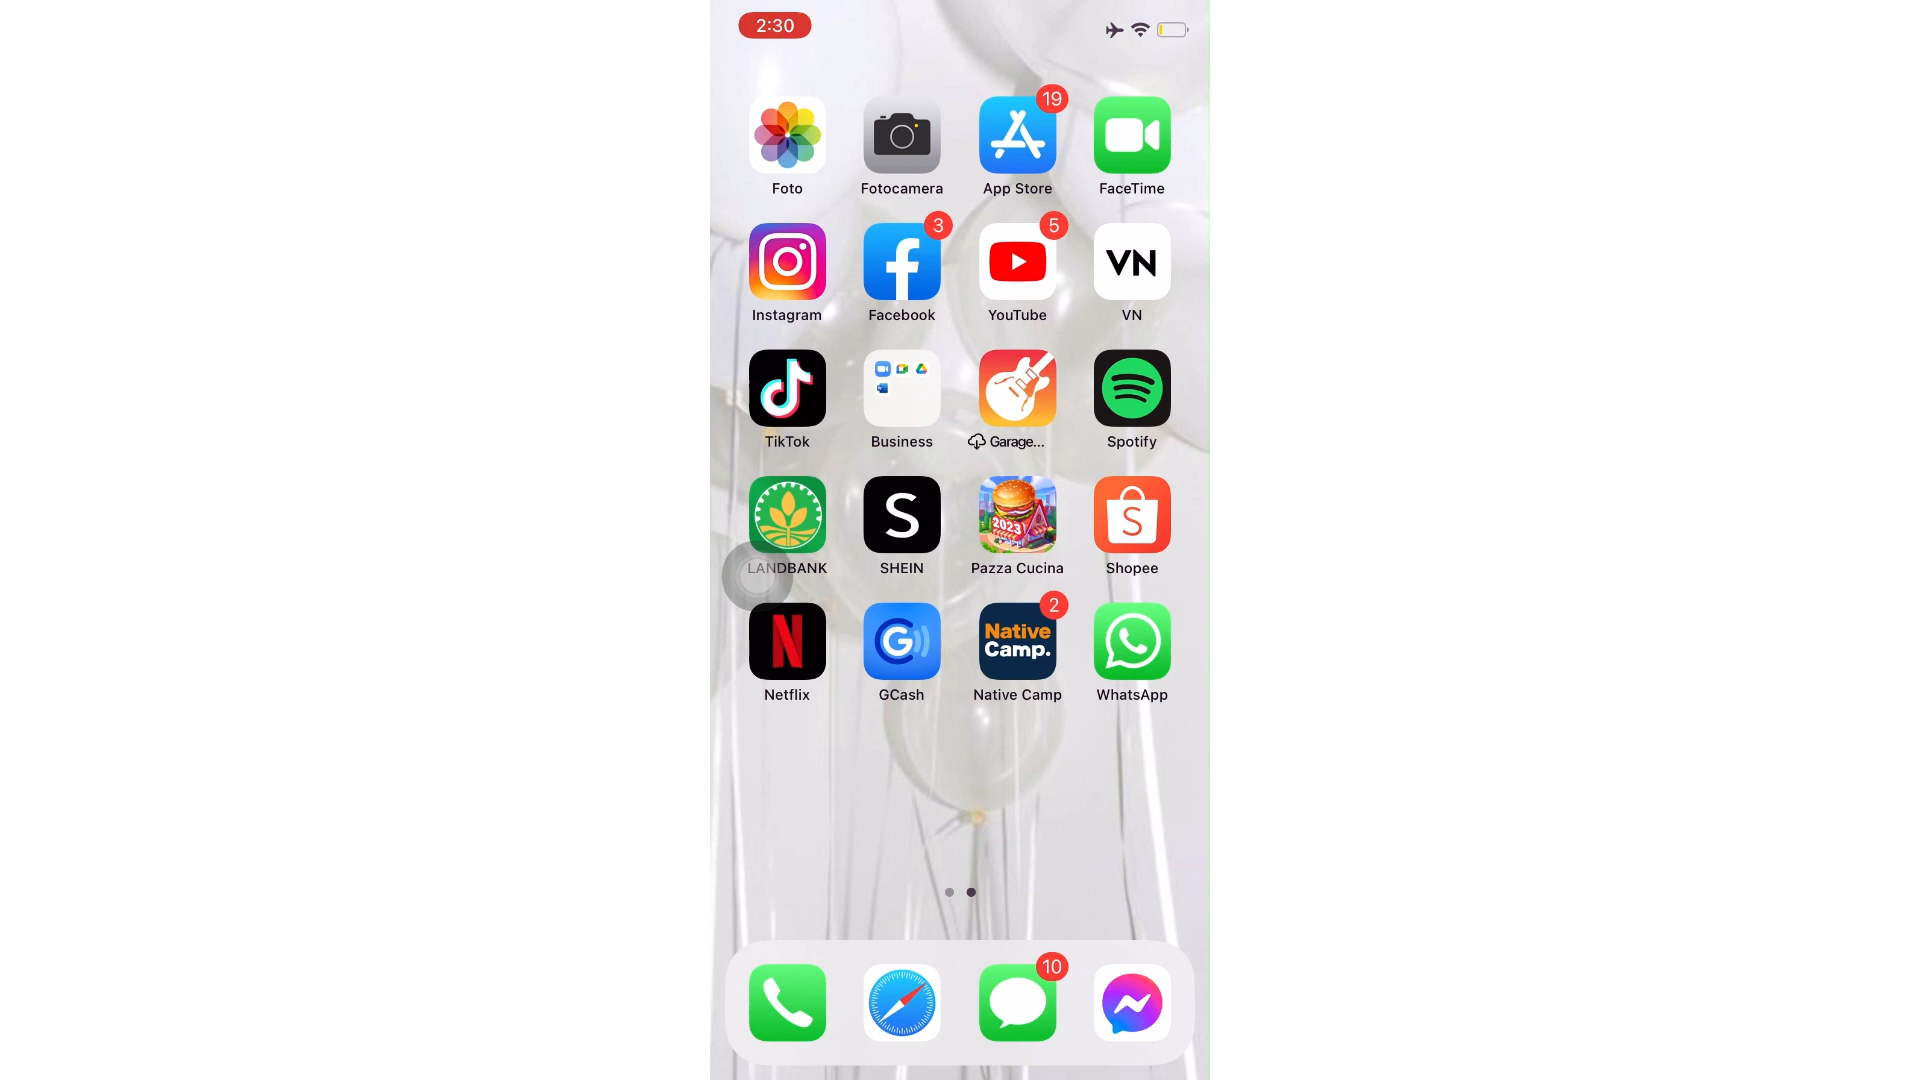 2:30
19
Foto
Fotocamera
App Store
FaceTime
3
5
VN
Instagram
Facebook
YouTube
VN
TikTok
Business
Garage...
Spotify
S
2023
S
LANDBANK
SHEIN
Pazza Cucina
Shopee
2
N
G
Native
Camp.
Netflix
GCash
Native Camp
WhatsApp
10